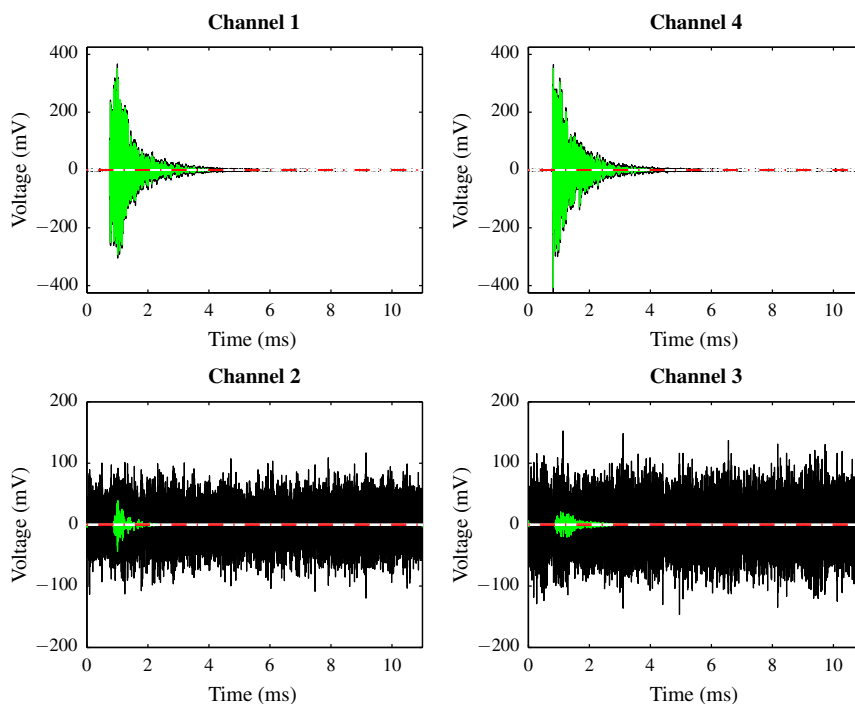 Channel 1
400
200
0
−200
−400
Voltage (mV)
0 2 4 6 8 10
Time (ms)
Channel 4
400
200
0
−200
−400
Voltage (mV)
0 2 4 6 8 10
Time (ms)
Channel 2
200
100
0
−100
−200
Voltage (mV)
0 2 4 6 8 10
Time (ms)
Channel 3
200
100
0
−100
−200
Voltage (mV)
0 2 4 6 8 10
Time (ms)